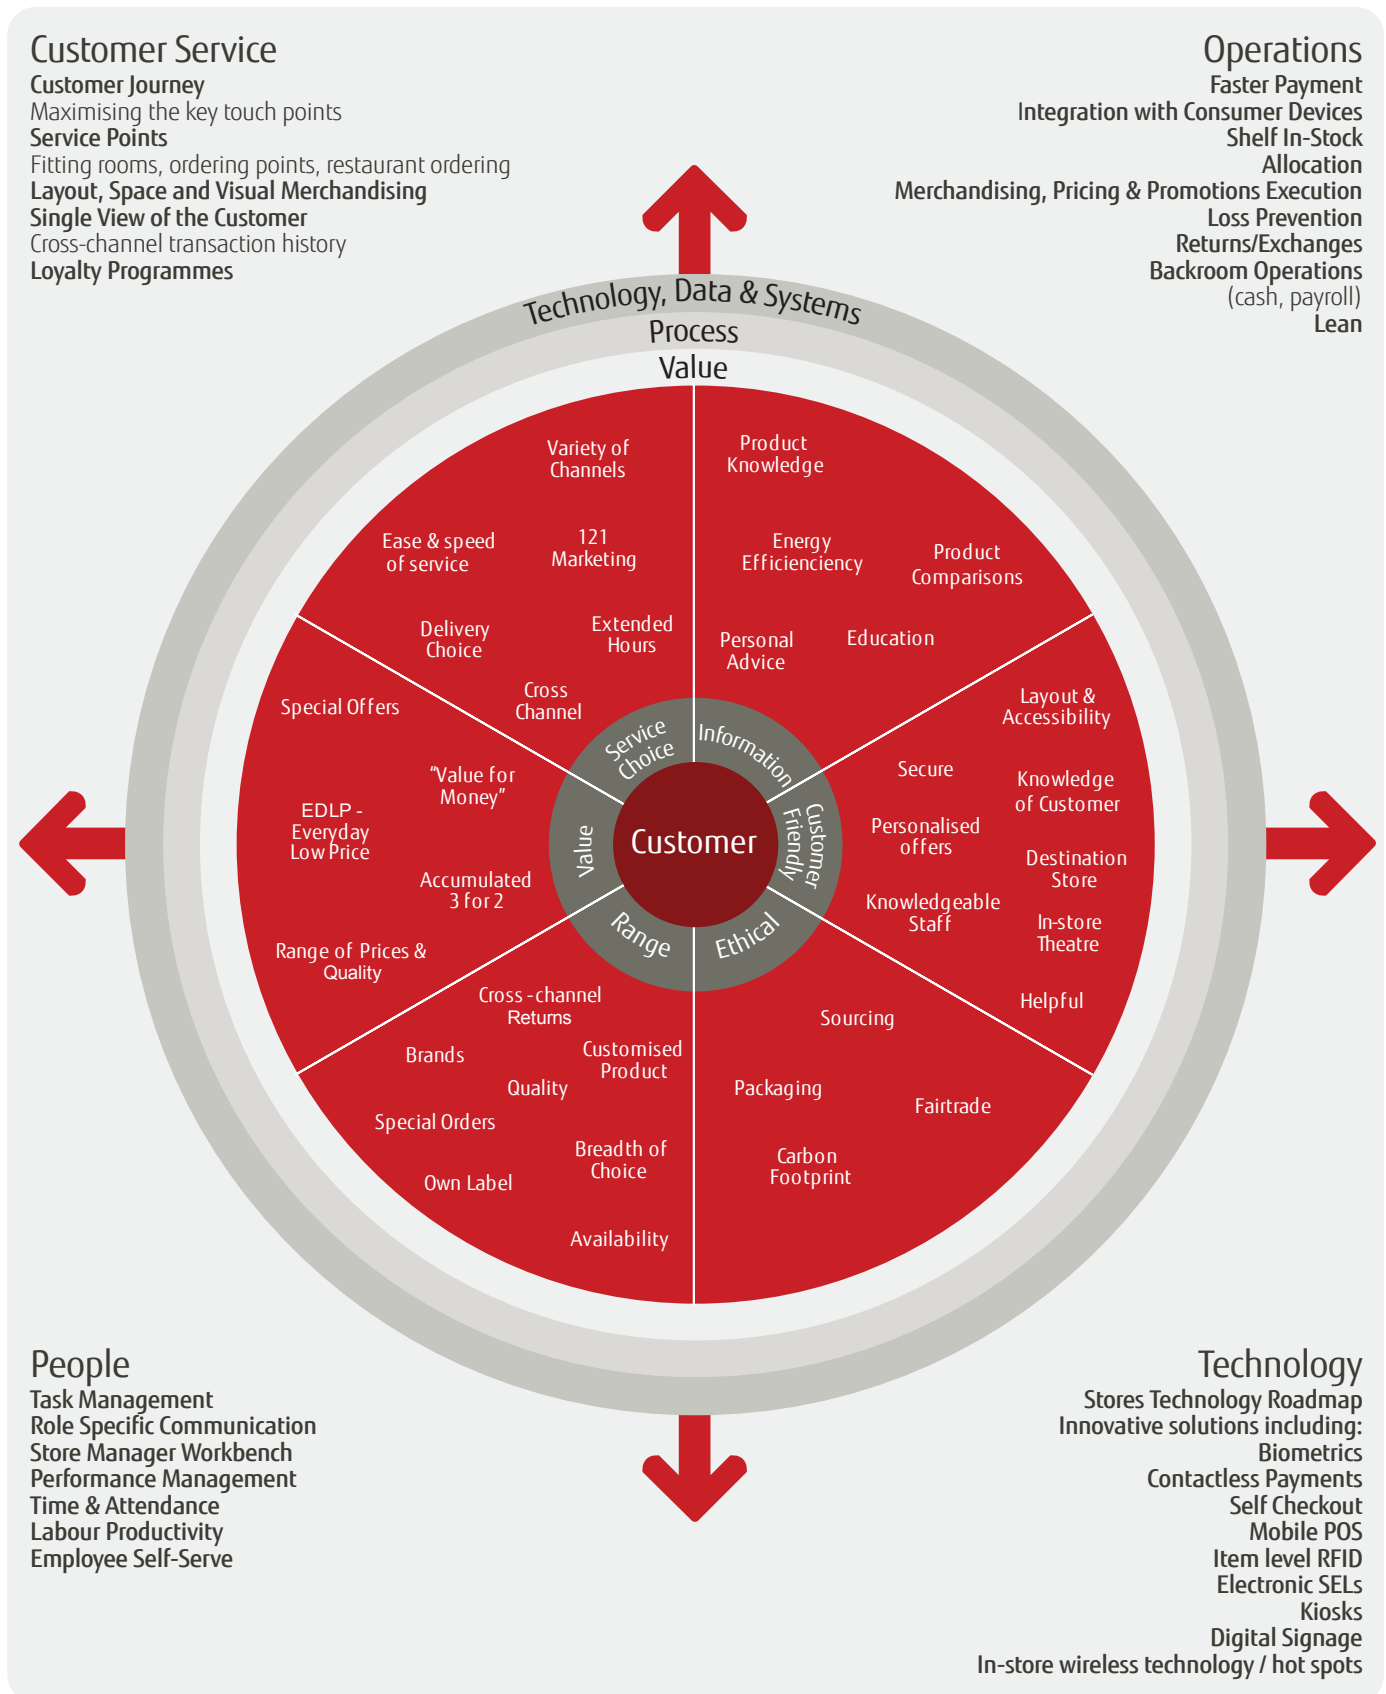 Customer Service
Customer Journey
Maximising the key touch points
Service Points
Fitting rooms, ordering points, restaurant ordering
Layout, Space and Visual Merchandising
Single View of the Customer
Cross-channel transaction history
Loyalty Programmes
Operations
Faster Payment
Integration with Consumer Devices
Shelf In-Stock
Allocation
Merchandising, Pricing & Promotions Execution
Loss Prevention
Returns/Exchanges
Backroom Operations
(cash, payroll)
Lean
Technology, Data & Systems
Process
Value
Variety of
Channels
Ease & speed
of service
121
Marketing
Delivery
Choice
Extended
Hours
Cross
Channel
Product
Knowledge
Energy
Efficienciency
Product
Comparisons
Personal
Advice
Education
Special Offers
"Value for
Money"
EDLP -
Everyday
Low Price
Accumulated
3 for 2
Range of Prices &
Quality
Service
Choice
Information
Value
Customer
Customer
Friendly
Range
Ethical
Layout &
Accessibility
Secure
Knowledge
of Customer
Personalised
offers
Destination
Store
Knowledgeable
Staff
In-store
Theatre
Helpful
Cross -channel
Returns
Brands
Customised
Product
Quality
Special Orders
Breadth of
Choice
Own Label
Availability
Sourcing
Packaging
Fairtrade
Carbon
Footprint
People
Task Management
Role Specific Communication
Store Manager Workbench
Performance Management
Time & Attendance
Labour Productivity
Employee Self-Serve
Technology
Stores Technology Roadmap
Innovative solutions including:
Biometrics
Contactless Payments
Self Checkout
Mobile POS
Item level RFID
Electronic SELs
Kiosks
Digital Signage
In-store wireless technology / hot spots